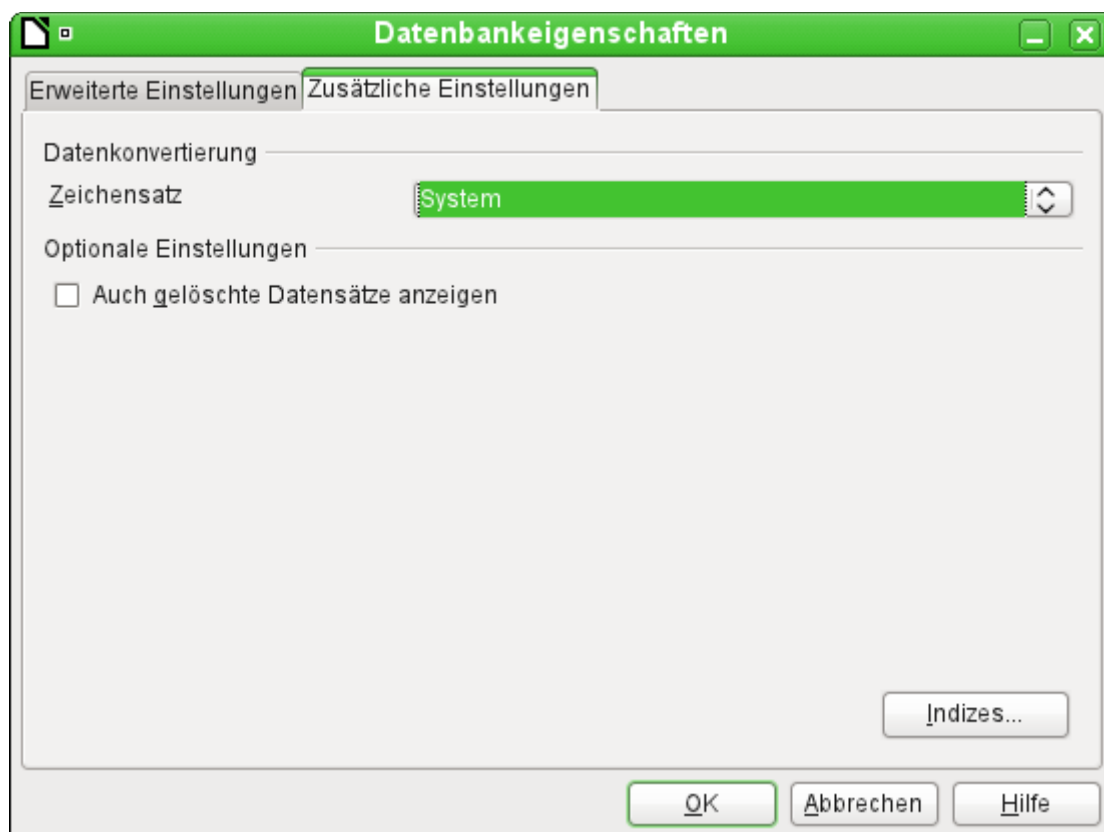 Datenbankeigenschaften
Erweiterte Einstellungen Zusätzliche Einstellungen
Datenkonvertierung
Zeichensatz System
Optionale Einstellungen
Auch gelöschte Datensätze anzeigen
Indizes...
OK Abbrechen Hilfe